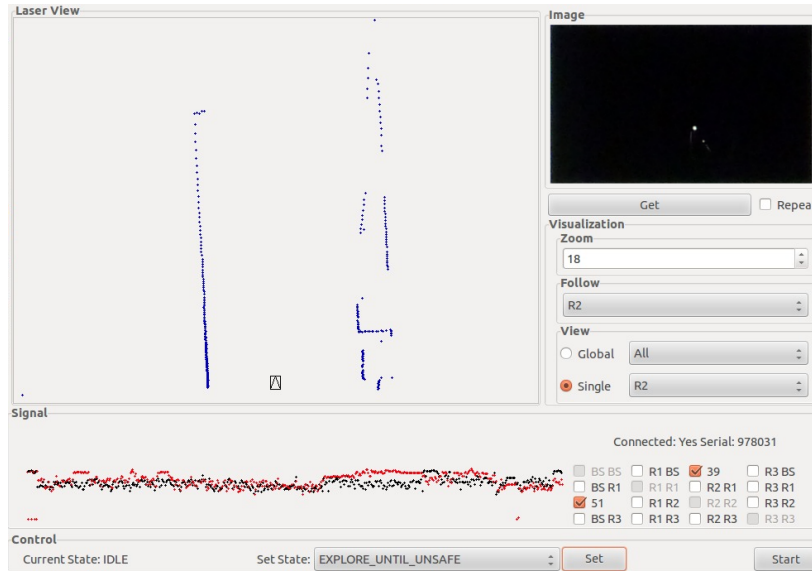 Laser View
Image
Get
Repea
Visualization
Zoom
18
Follow
R2
View
Global
All
Single
R2
Signal
Connected: Yes Serial: 978031
BS BS R1 BS 39 R3 BS
BS R1 R1 R1 R2 R1 R3 R1
51 R1 R2 R2 R2 R3 R2
BS R3 R1 R3 R2 R3 R3 R3
Control
Current State: IDLE
Set State:
EXPLORE_UNTIL_UNSAFE
Set
Start